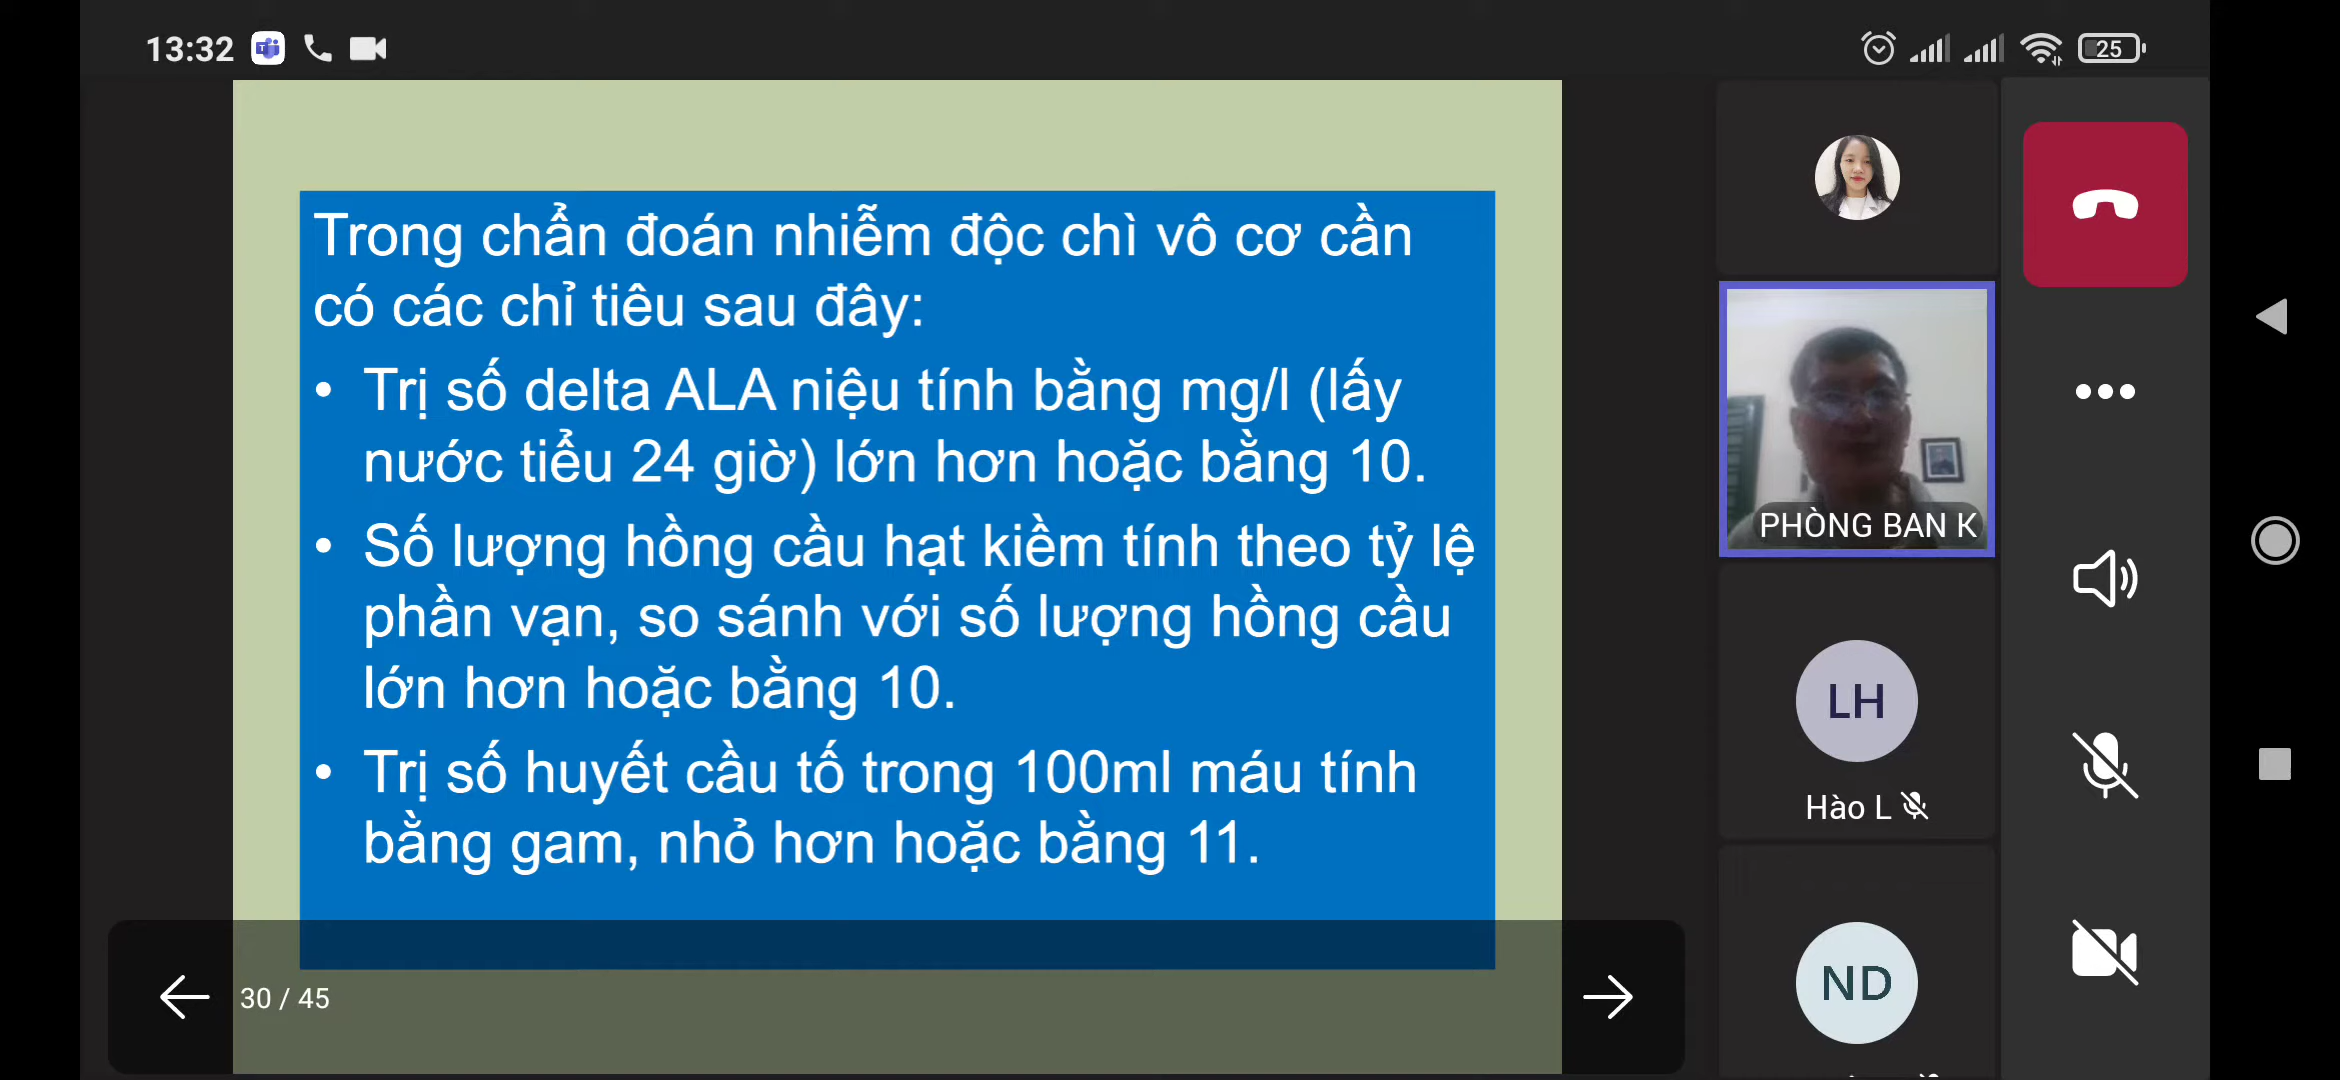 13:32
25
Trong chẩn đoán nhiễm độc chì vô cơ cần
có các chỉ tiêu sau đây:
• Trị số delta ALA niệu tính bằng mg/l (lấy
nước tiểu 24 giờ) lớn hơn hoặc bằng 10.
• Số lượng hồng cầu hạt kiềm tính theo tỷ lệ
phần vạn, so sánh với số lượng hồng cầu
lớn hơn hoặc bằng 10.
• Trị số huyết cầu tố trong 100ml máu tính
bằng gam, nhỏ hơn hoặc bằng 11.
30 / 45
PHÒNG BAN K
LH
Hào L
ND